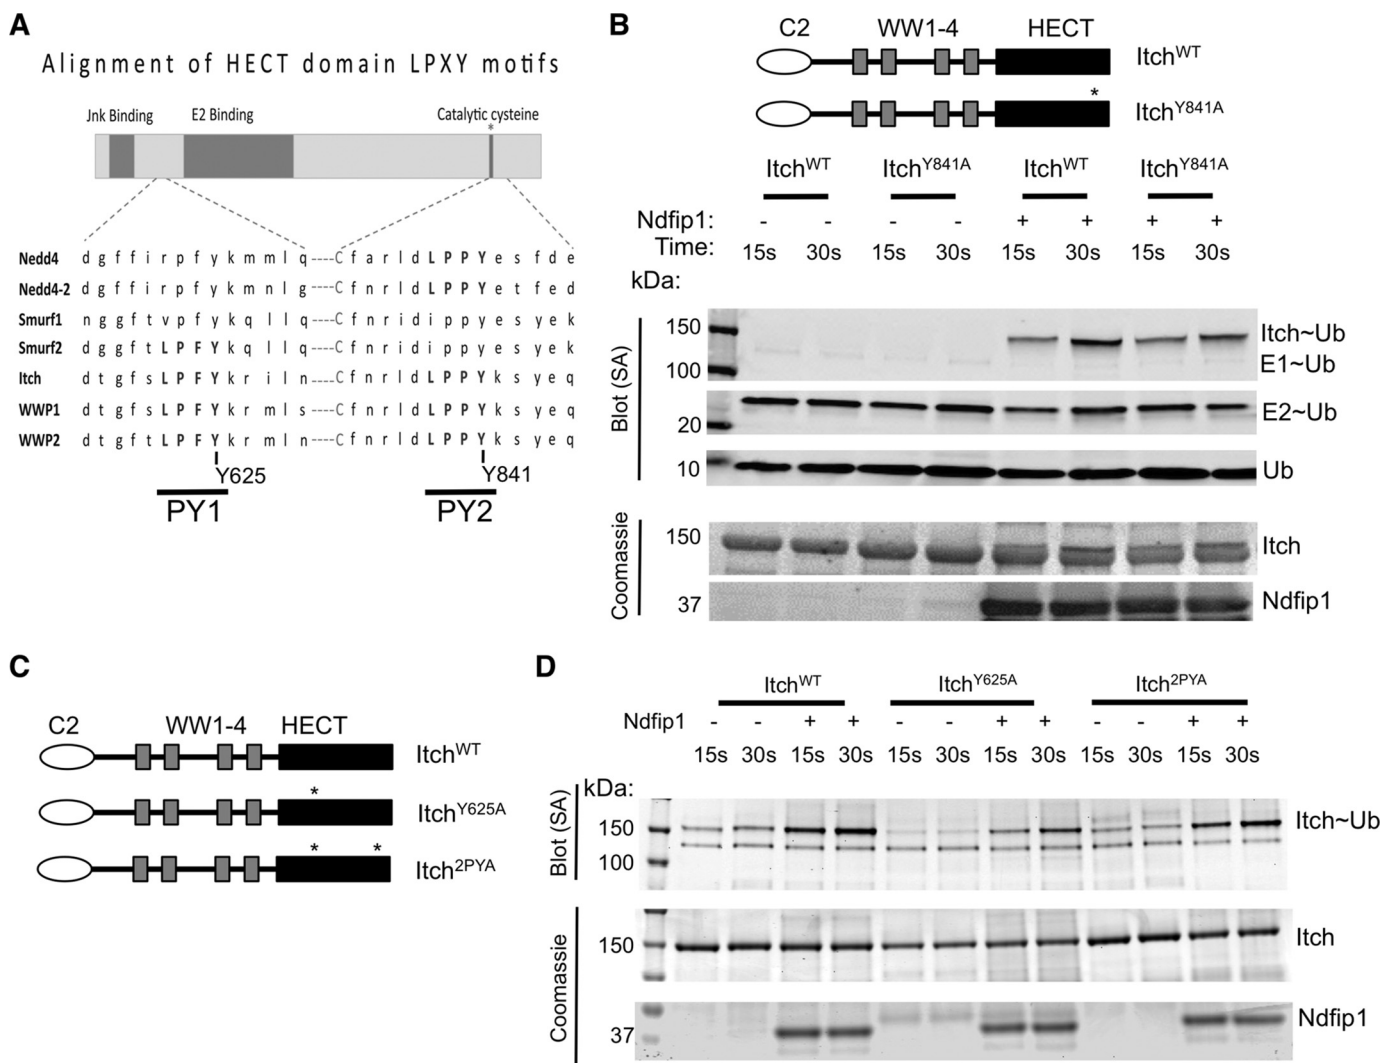 A
Alignment of HECT domain LPXY motifs
Jnk Binding E2 Binding Catalytic cysteine
*
Nedd4 d g f f i r p f y k m m l q ----C f a r l d L P P Y e s f d e
Nedd4-2 d g f f i r p f y k m n l g ----C f n r l d L P P Y e t f e d
Smurf1 n g g f t v p f y k q l l q ----C f n r i d i p p y e s y e k
Smurf2 d g g f t L P F Y k q l l q ----C f n r i d i p p y e s y e k
Itch d t g f s L P F Y k r i l n ----C f n r l d L P P Y k s y e q
WWP1 d t g f s L P F Y k r m l s ----C f n r l d L P P Y k s y e q
WWP2 d t g f t L P F Y k r m l n ----C f n r l d L P P Y k s y e q
Y625 Y841
PY1 PY2
B
C2 WW1-4 HECT
ItchWT
*
ItchY841A
ItchWT ItchY841A ItchWT ItchY841A
Ndfip1: - - - - + + + +
Time: 15s 30s 15s 30s 15s 30s 15s 30s
kDa:
Blot (SA)
150 Itch~Ub
100 E1~Ub
20 E2~Ub
10 Ub
Coomassie
150 Itch
37 Ndfip1
C
C2 WW1-4 HECT
ItchWT
*
ItchY625A
* *
Itch2PYA
D
ItchWT ItchY625A Itch2PYA
Ndfip1 - - + + - - + + - - + +
15s 30s 15s 30s 15s 30s 15s 30s 15s 30s 15s 30s
kDa:
Blot (SA)
150 Itch~Ub
100
Coomassie
150 Itch
37 Ndfip1